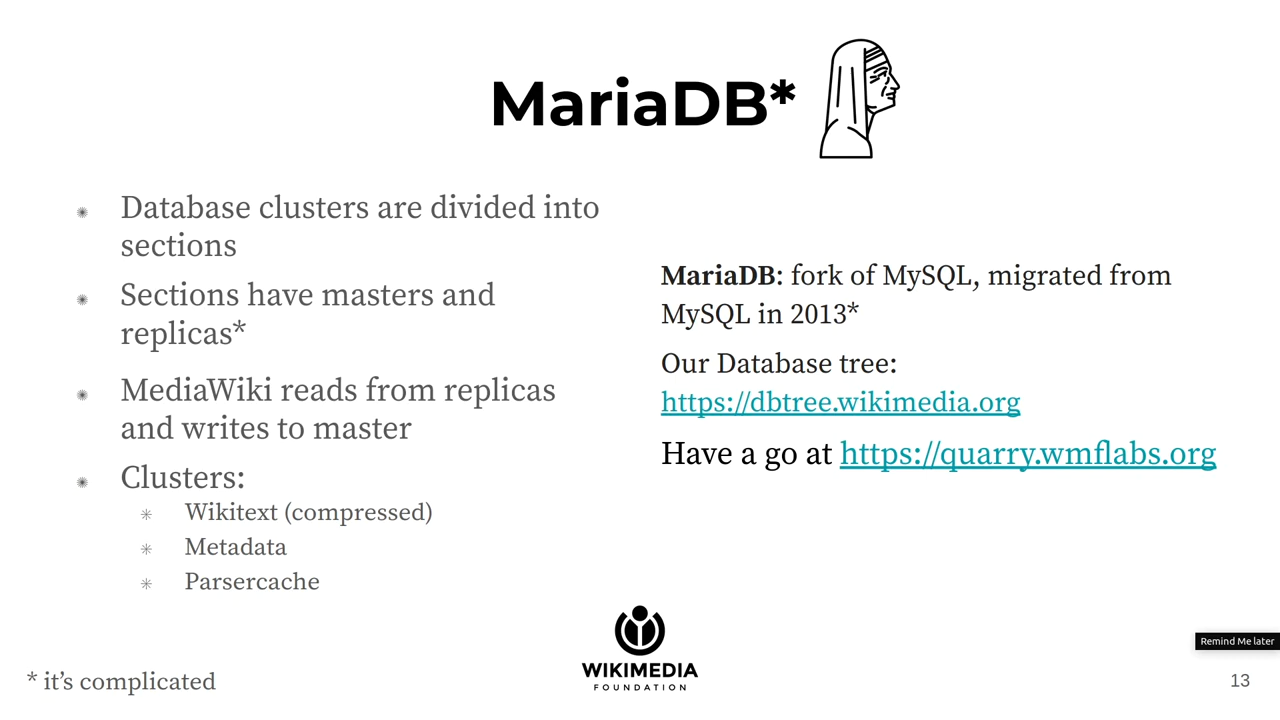 MariaDB*
Database clusters are divided into
sections
Sections have masters and
replicas*
MediaWiki reads from replicas
and writes to master
Clusters:
Wikitext (compressed)
Metadata
Parsercache
MariaDB: fork of MySQL, migrated from
MySQL in 2013*
Our Database tree:
https://dbtree.wikimedia.org
Have a go at https://quarry.wmflabs.org
* it’s complicated
WIKIMEDIA
FOUNDATION
Remind Me later
13